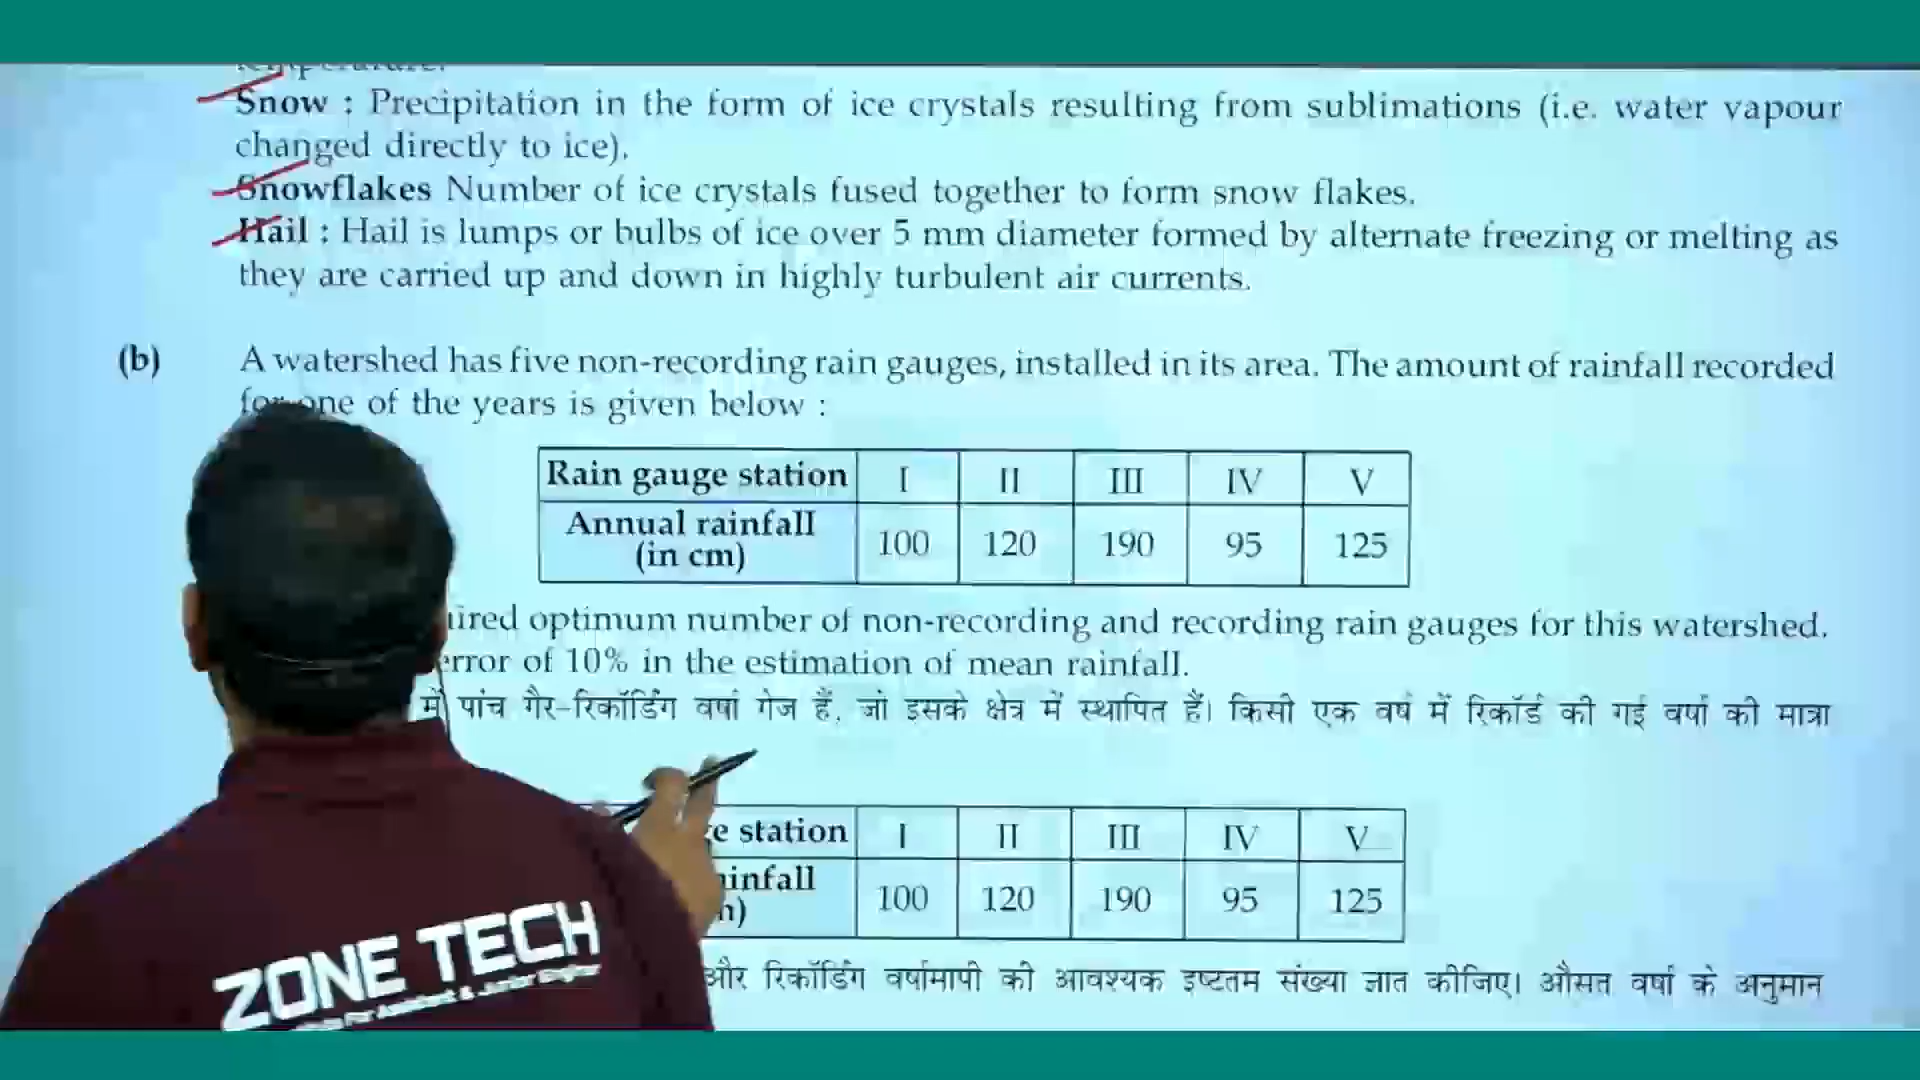 Snow : Precipitation in the form of ice crystals resulting from sublimations (i.e. water vapour
changed directly to ice).
Snowflakes Number of ice crystals fused together to form snow flakes.
Hail : Hail is lumps or bulbs of ice over 5 mm diameter formed by alternate freezing or melting as
they are carried up and down in highly turbulent air currents.
(b) A watershed has five non-recording rain gauges, installed in its area. The amount of rainfall recorded
for one of the years is given below :
Rain gauge station I II III IV V
Annual rainfall (in cm) 100 120 190 95 125
optimum number of non-recording and recording rain gauges for this watershed.
error of 10% in the estimation of mean rainfall.
में पांच गैर-रिकॉर्डिंग वर्षा गेज हैं, जो इसके क्षेत्र में स्थापित हैं। किसी एक वर्ष में रिकॉर्ड की गई वर्षा की मात्रा
station I II III IV V
100 120 190 95 125
और रिकॉर्डिंग वर्षामापी की आवश्यक इष्टतम संख्या ज्ञात कीजिए। औसत वर्षा के अनुमान
ZONE TECH